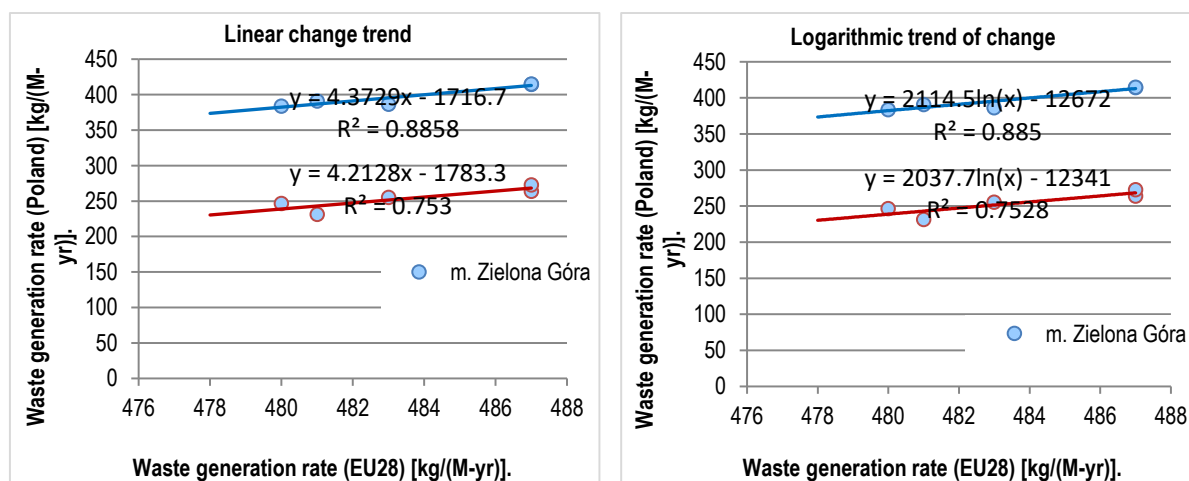 Linear change trend
Waste generation rate (Poland) [kg/(M-
yr)].
450
400
350
300
250
200
150
100
50
0
y = 4.3729x - 1716.7
R² = 0.8858
y = 4.2128x - 1783.3
R² = 0.753
m. Zielona Góra
476 478 480 482 484 486 488
Waste generation rate (EU28) [kg/(M-yr)].
Logarithmic trend of change
Waste generation rate (Poland) [kg/(M-
yr)].
450
400
350
300
250
200
150
100
50
0
y = 2114.5ln(x) - 12672
R² = 0.885
y = 2037.7ln(x) - 12341
R² = 0.7528
m. Zielona Góra
476 478 480 482 484 486 488
Waste generation rate (EU28) [kg/(M-yr)].